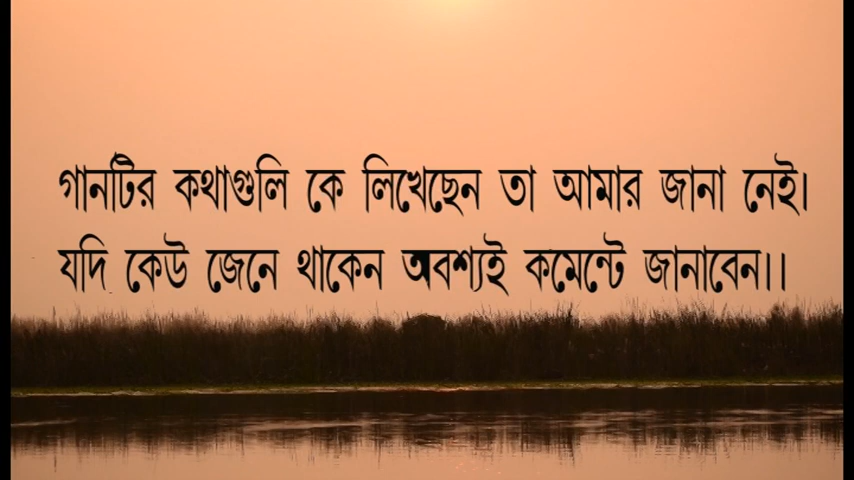 গানটির কথাগুলি কে লিখেছেন তা আমার জানা নেই।
যদি কেউ জেনে থাকেন অবশ্যই কমেন্টে জানাবেন।।